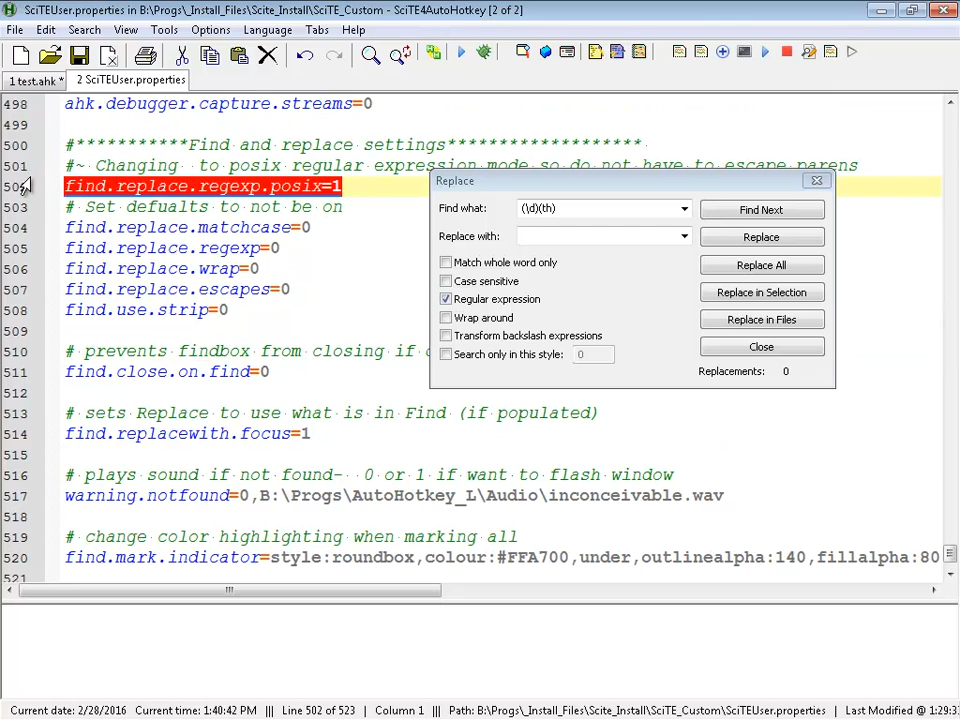 SciTEUser.properties in B:\Progs\_Install_Files\Scite_Install\SciTE_Custom - SciTE4AutoHotkey [2 of 2]
File Edit Search View Tools Options Language Tabs Help
1 test.ahk * 2 SciTEUser.properties
498 ahk.debugger.capture.streams=0
499
500 #***********Find and replace settings*******************
501 #~ Changing to posix regular expression mode so do not have to escape parens
50 find.replace.regexp.posix=1
503 # Set defualts to not be on
504 find.replace.matchcase=0
505 find.replace.regexp=0
506 find.replace.wrap=0
507 find.replace.escapes=0
508 find.use.strip=0
509
510 # prevents findbox from closing if
511 find.close.on.find=0
512
513 # sets Replace to use what is in Find (if populated)
514 find.replacewith.focus=1
515
516 # plays sound if not found- 0 or 1 if want to flash window
517 warning.notfound=0,B:\Progs\AutoHotkey_L\Audio\inconceivable.wav
518
519 # change color highlighting when marking all
520 find.mark.indicator=style:roundbox,colour:#FFA700,under,outlinealpha:140,fillalpha:80
521
Replace
Find what: (\d)(th) Find Next
Replace with: Replace
Match whole word only Replace All
Case sensitive
Regular expression Replace in Selection
Wrap around Replace in Files
Transform backslash expressions
Search only in this style: 0 Close
Replacements: 0
Current date: 2/28/2016 Current time: 1:40:42 PM ||| Line 502 of 523 ||| Column 1 ||| Path: B:\Progs\_Install_Files\Scite_Install\SciTE_Custom\SciTEUser.properties ||| Last Modified @ 1:29:3